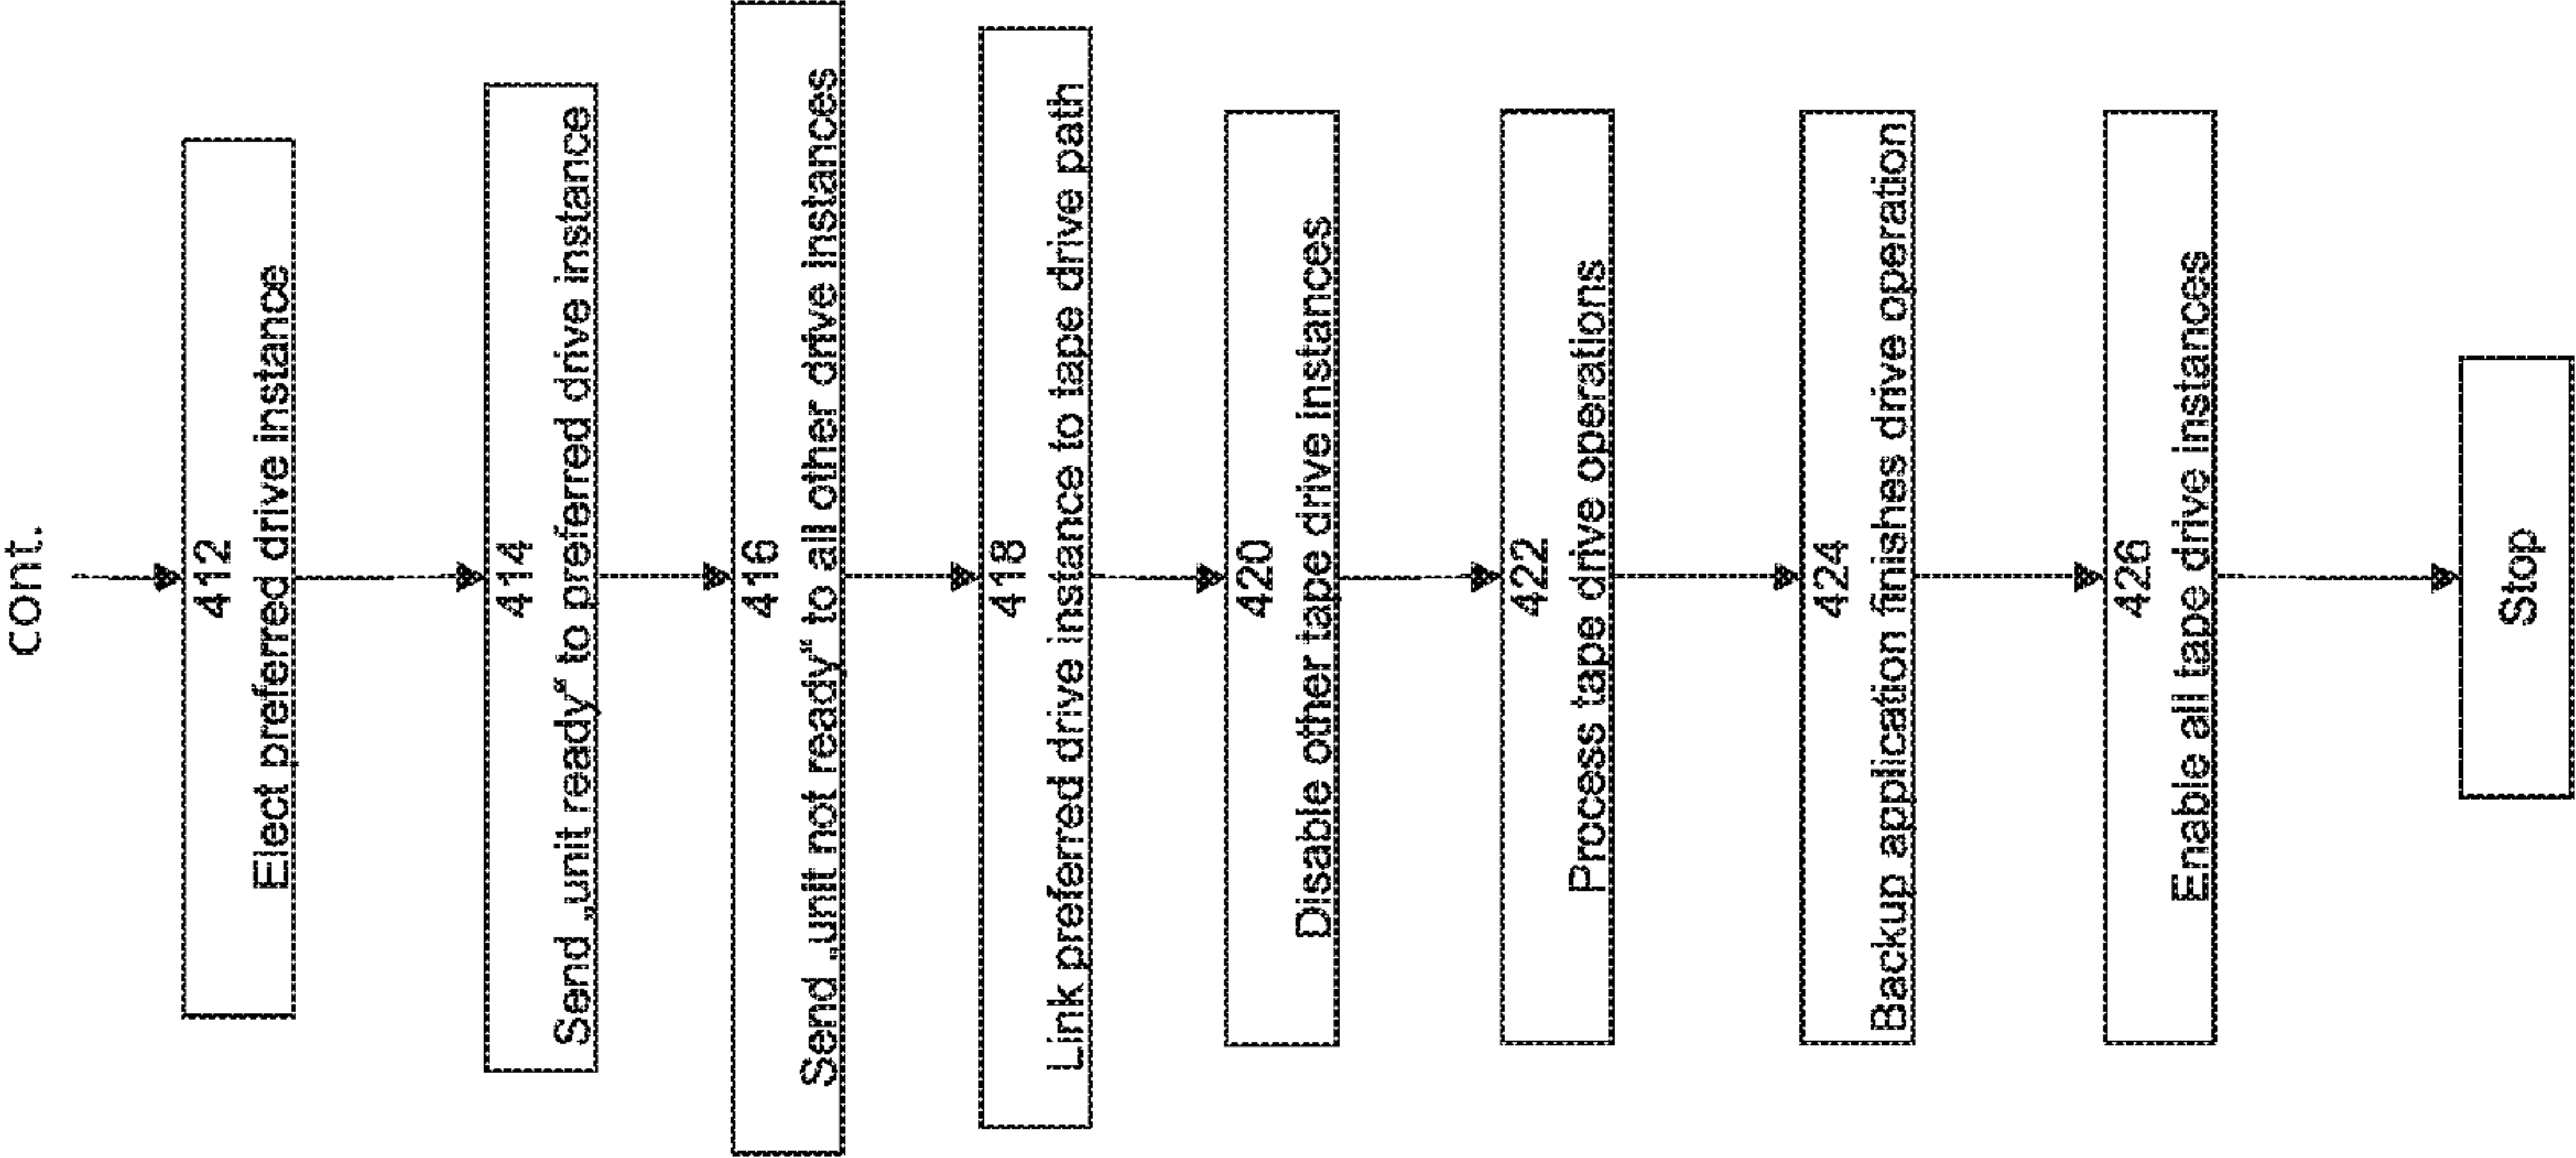 cont.
412
Elect preferred drive instance
414
Send „unit ready“ to preferred drive instance
416
Send „unit not ready“ to all other drive instances
418
Link preferred drive instance to tape drive path
420
Disable other tape drive instances
422
Process tape drive operations
424
Backup application finishes drive operation
426
Enable all tape drive instances
Stop